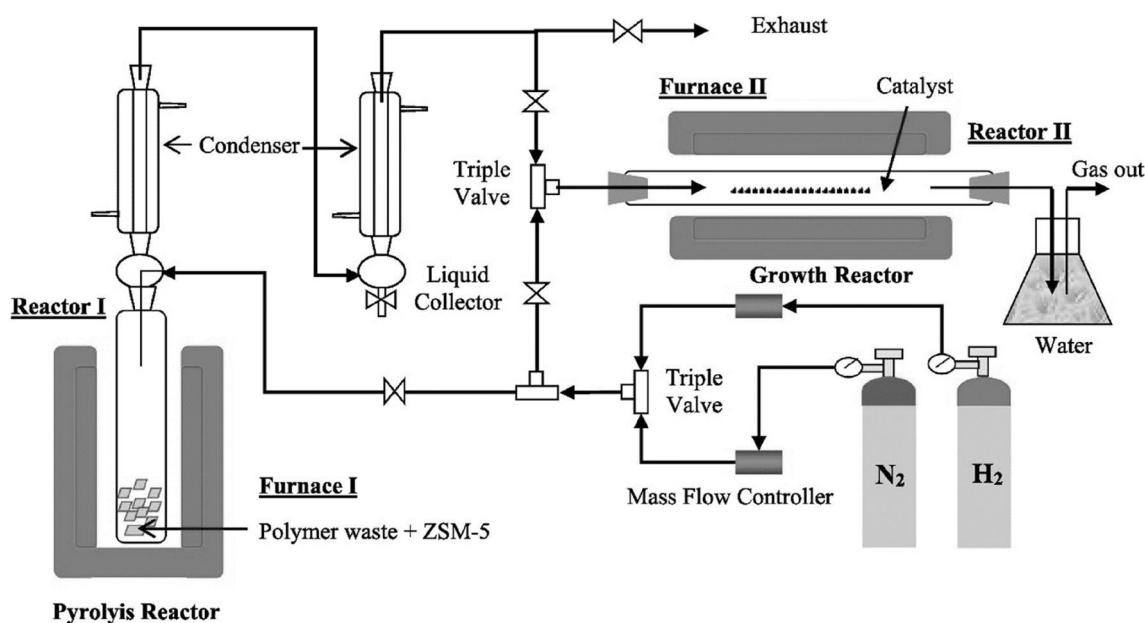 Exhaust
Furnace II
Catalyst
Reactor II
Condenser
Triple
Valve
Gas out
Growth Reactor
Liquid
Collector
Reactor I
Water
Triple
Valve
N₂
H₂
Mass Flow Controller
Furnace I
Polymer waste + ZSM-5
Pyrolyis Reactor